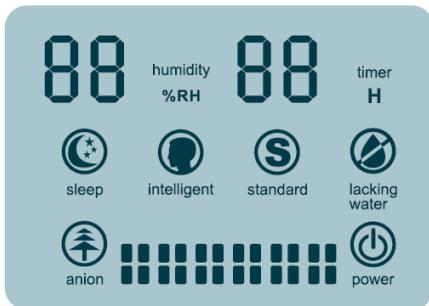 88 humidity %RH 88 timer H
sleep intelligent S standard lacking water
anion power